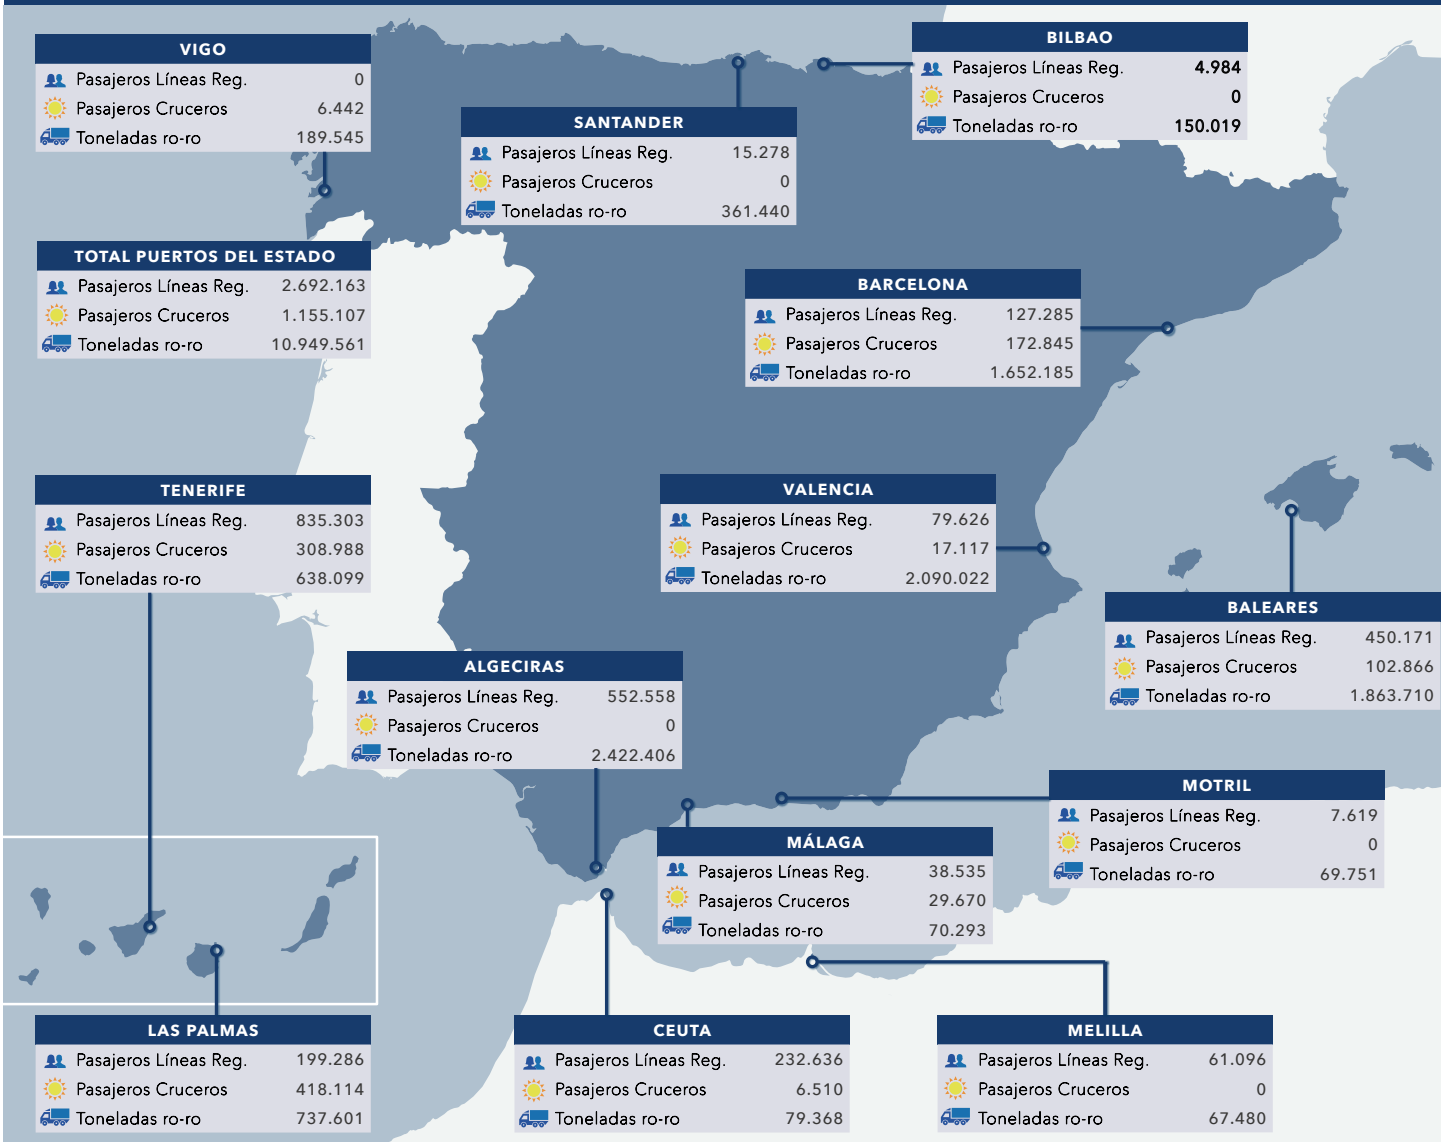 VIGO
Pasajeros Líneas Reg. 0
Pasajeros Cruceros 6.442
Toneladas ro-ro 189.545
BILBAO
Pasajeros Líneas Reg. 4.984
Pasajeros Cruceros 0
Toneladas ro-ro 150.019
SANTANDER
Pasajeros Líneas Reg. 15.278
Pasajeros Cruceros 0
Toneladas ro-ro 361.440
TOTAL PUERTOS DEL ESTADO
Pasajeros Líneas Reg. 2.692.163
Pasajeros Cruceros 1.155.107
Toneladas ro-ro 10.949.561
BARCELONA
Pasajeros Líneas Reg. 127.285
Pasajeros Cruceros 172.845
Toneladas ro-ro 1.652.185
TENERIFE
Pasajeros Líneas Reg. 835.303
Pasajeros Cruceros 308.988
Toneladas ro-ro 638.099
VALENCIA
Pasajeros Líneas Reg. 79.626
Pasajeros Cruceros 17.117
Toneladas ro-ro 2.090.022
BALEARES
Pasajeros Líneas Reg. 450.171
Pasajeros Cruceros 102.866
Toneladas ro-ro 1.863.710
ALGECIRAS
Pasajeros Líneas Reg. 552.558
Pasajeros Cruceros 0
Toneladas ro-ro 2.422.406
MOTRIL
Pasajeros Líneas Reg. 7.619
Pasajeros Cruceros 0
Toneladas ro-ro 69.751
MÁLAGA
Pasajeros Líneas Reg. 38.535
Pasajeros Cruceros 29.670
Toneladas ro-ro 70.293
LAS PALMAS
Pasajeros Líneas Reg. 199.286
Pasajeros Cruceros 418.114
Toneladas ro-ro 737.601
CEUTA
Pasajeros Líneas Reg. 232.636
Pasajeros Cruceros 6.510
Toneladas ro-ro 79.368
MELILLA
Pasajeros Líneas Reg. 61.096
Pasajeros Cruceros 0
Toneladas ro-ro 67.480